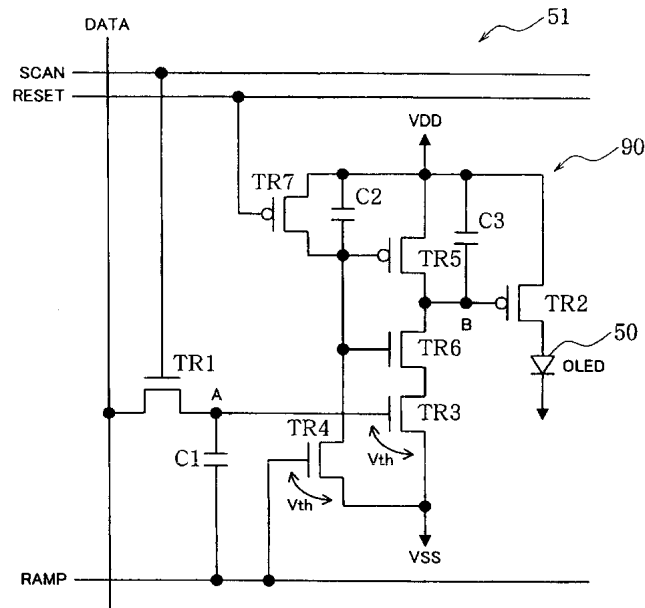 DATA
51
SCAN
RESET
VDD
90
TR7
C2
C3
TR5
TR2
B
TR6
50
OLED
TR1
A
TR4
TR3
C1
Vth
Vth
VSS
RAMP